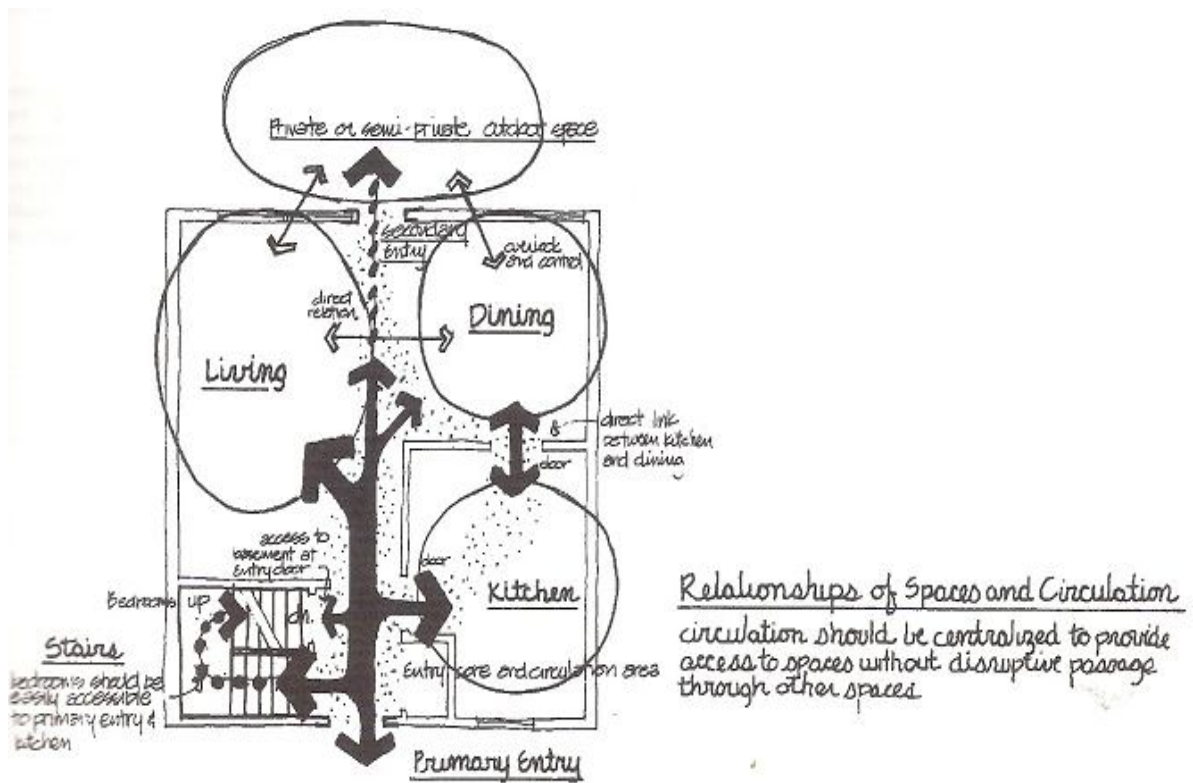 Private or semi-private outdoor space
secondary
entry
overlook
and control
direct
relation
Dining
Living
direct link
between kitchen
and dining
door
access to
basement at
entry door
door
Kitchen
Bedrooms up
dn.
Stairs
bedrooms should be
easily accessible
to primary entry &
kitchen
Entry core and circulation area
Primary Entry
Relationships of Spaces and Circulation
circulation should be centralized to provide
access to spaces without disruptive passage
through other spaces